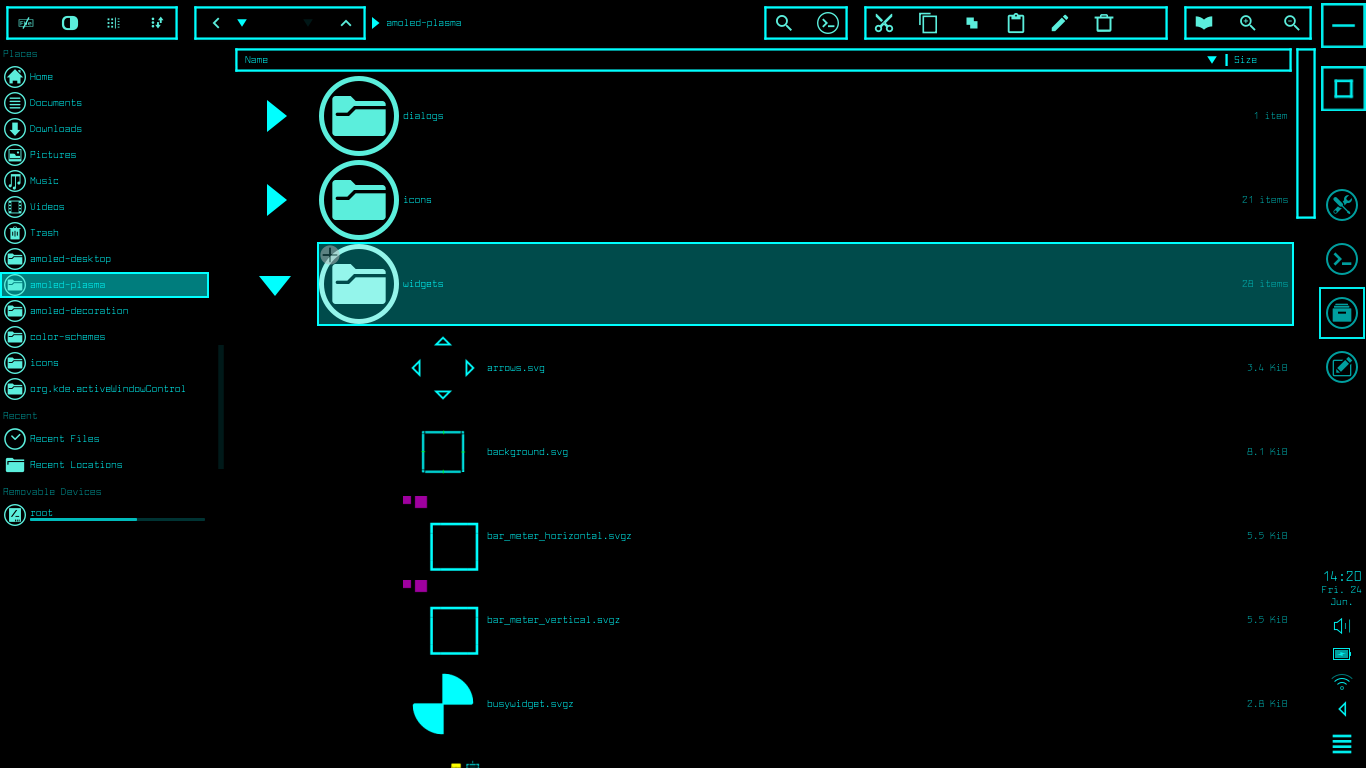 amoled-plasma
Places
Home
Documents
Downloads
Pictures
Music
Videos
Trash
amoled-desktop
amoled-plasma
amoled-decoration
color-schemes
icons
org.kde.activeWindowControl
Recent
Recent Files
Recent Locations
Removable Devices
root
Name Size
dialogs 1 item
icons 21 items
widgets 28 items
arrows.svg 3.4 KiB
background.svg 8.1 KiB
bar_meter_horizontal.svgz 5.5 KiB
bar_meter_vertical.svgz 5.5 KiB
busywidget.svgz 2.8 KiB
14:20
Fri. 24
Jun.